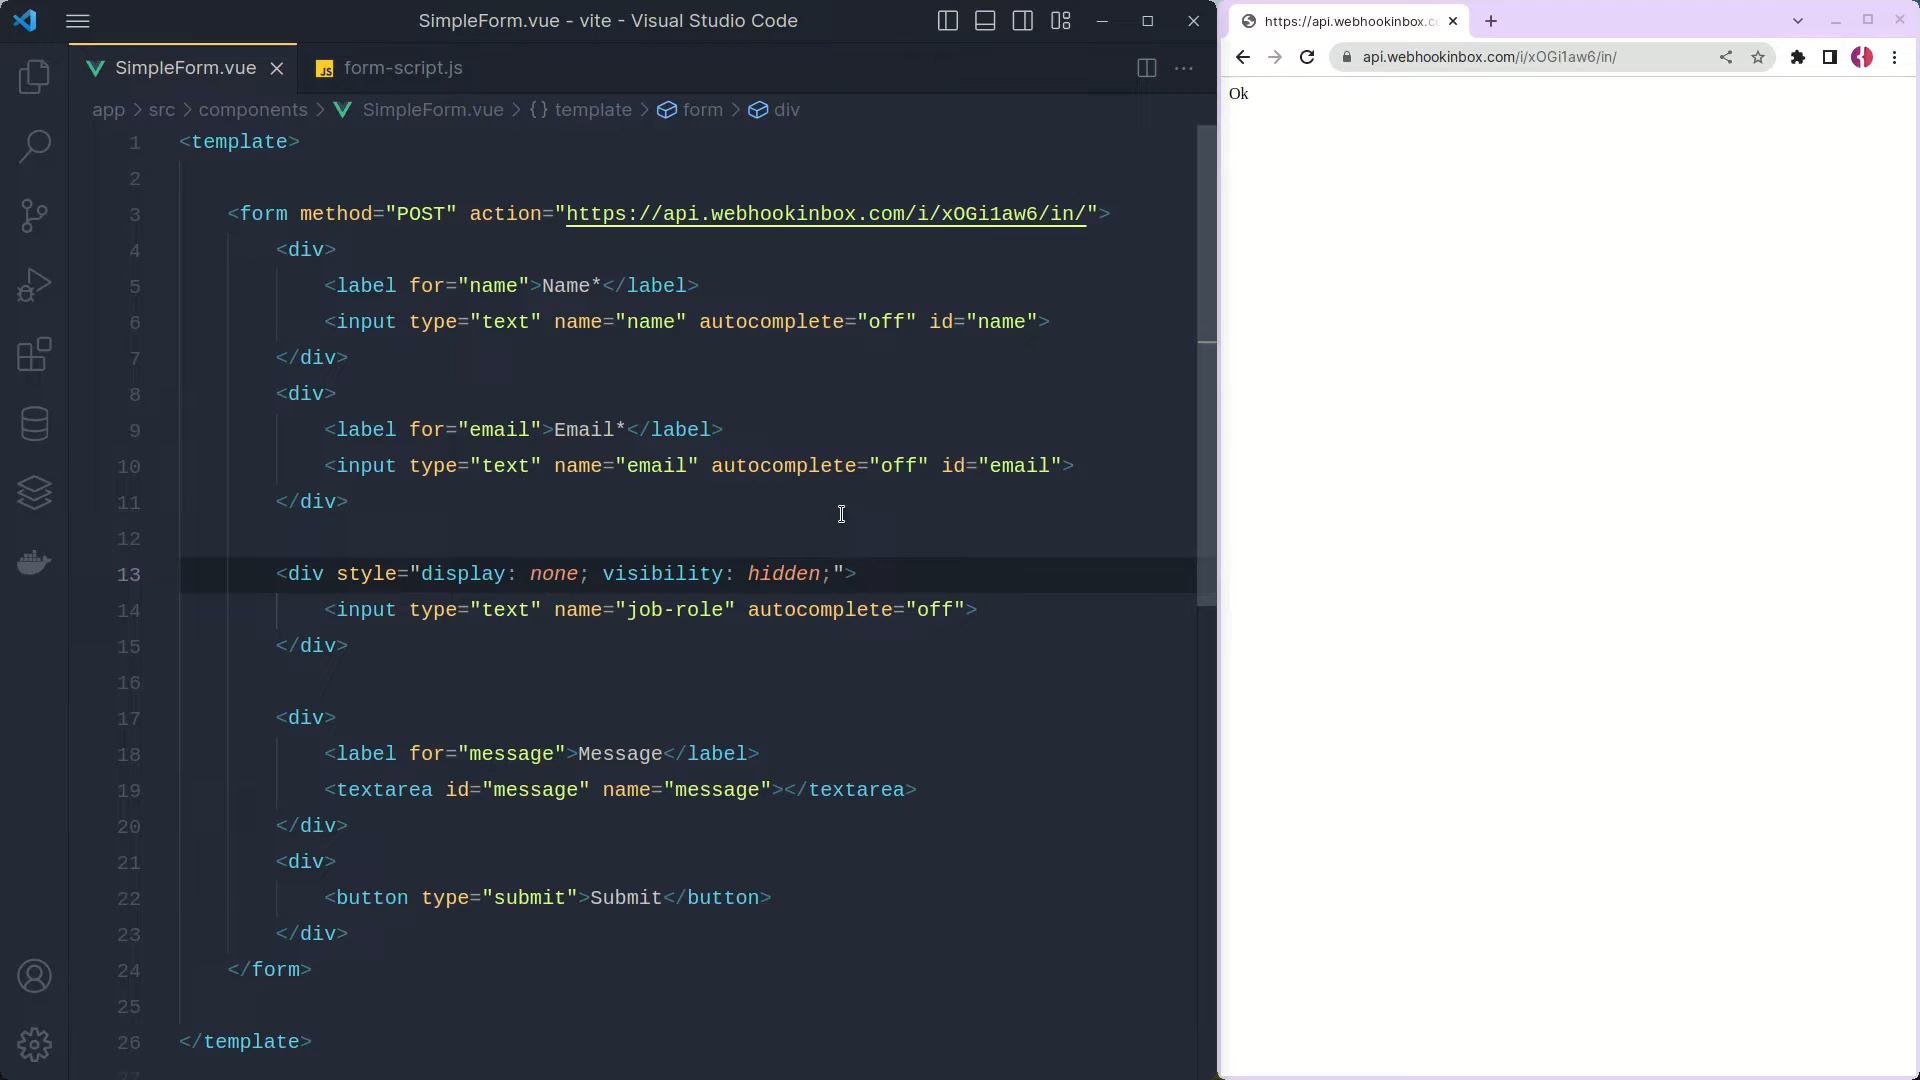 SimpleForm.vue - vite - Visual Studio Code
SimpleForm.vue
JS form-script.js
app > src > components > SimpleForm.vue > {} template > form > div
1 <template>
2
3 <form method="POST" action="https://api.webhookinbox.com/i/xOGi1aw6/in/">
4 <div>
5 <label for="name">Name*</label>
6 <input type="text" name="name" autocomplete="off" id="name">
7 </div>
8 <div>
9 <label for="email">Email*</label>
10 <input type="text" name="email" autocomplete="off" id="email">
11 </div>
12
13 <div style="display: none; visibility: hidden;">
14 <input type="text" name="job-role" autocomplete="off">
15 </div>
16
17 <div>
18 <label for="message">Message</label>
19 <textarea id="message" name="message"></textarea>
20 </div>
21 <div>
22 <button type="submit">Submit</button>
23 </div>
24 </form>
25
26 </template>
27
https://api.webhookinbox.co
api.webhookinbox.com/i/xOGi1aw6/in/
Ok